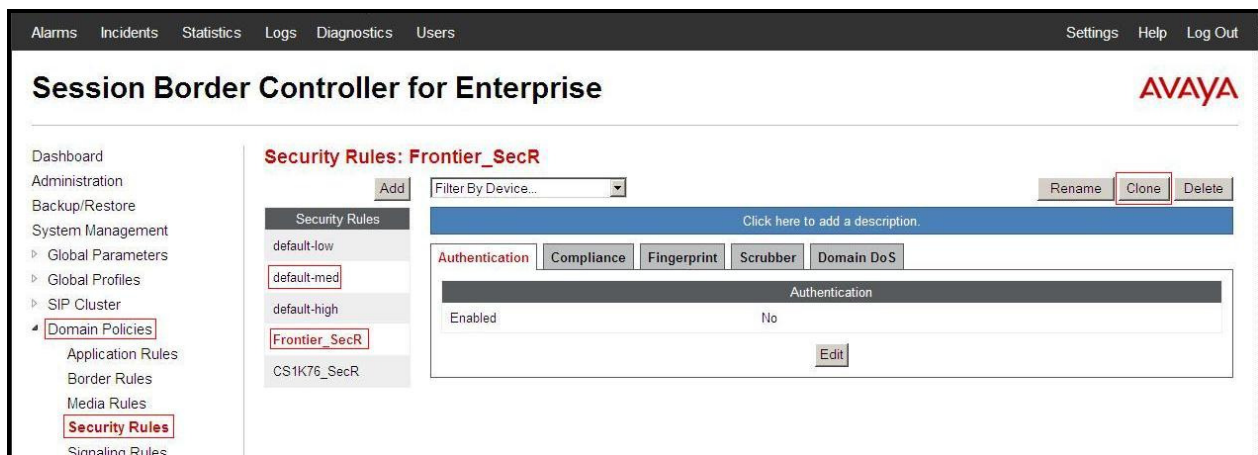 Alarms Incidents Statistics Logs Diagnostics Users Settings Help Log Out
Session Border Controller for Enterprise
AVAYA
Dashboard
Administration
Backup/Restore
System Management
Global Parameters
Global Profiles
SIP Cluster
Domain Policies
Application Rules
Border Rules
Media Rules
Security Rules
Signaling Rules
Security Rules: Frontier_SecR
Add
Filter By Device...
Rename Clone Delete
Security Rules
default-low
default-med
default-high
Frontier_SecR
CS1K76_SecR
Click here to add a description.
Authentication Compliance Fingerprint Scrubber Domain DoS
Authentication
Enabled No
Edit